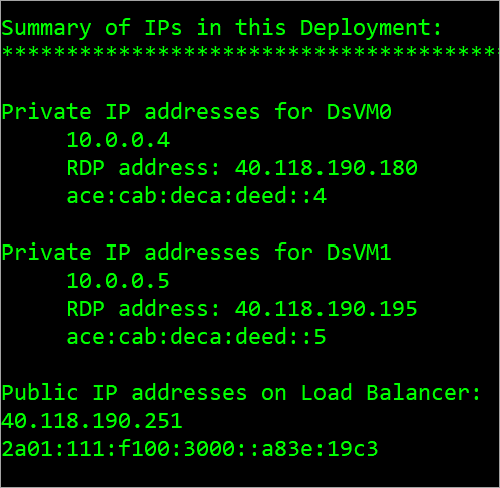 Summary of IPs in this Deployment:
******************************************
Private IP addresses for DsVM0
10.0.0.4
RDP address: 40.118.190.180
ace:cab:deca:deed::4
Private IP addresses for DsVM1
10.0.0.5
RDP address: 40.118.190.195
ace:cab:deca:deed::5
Public IP addresses on Load Balancer:
40.118.190.251
2a01:111:f100:3000::a83e:19c3